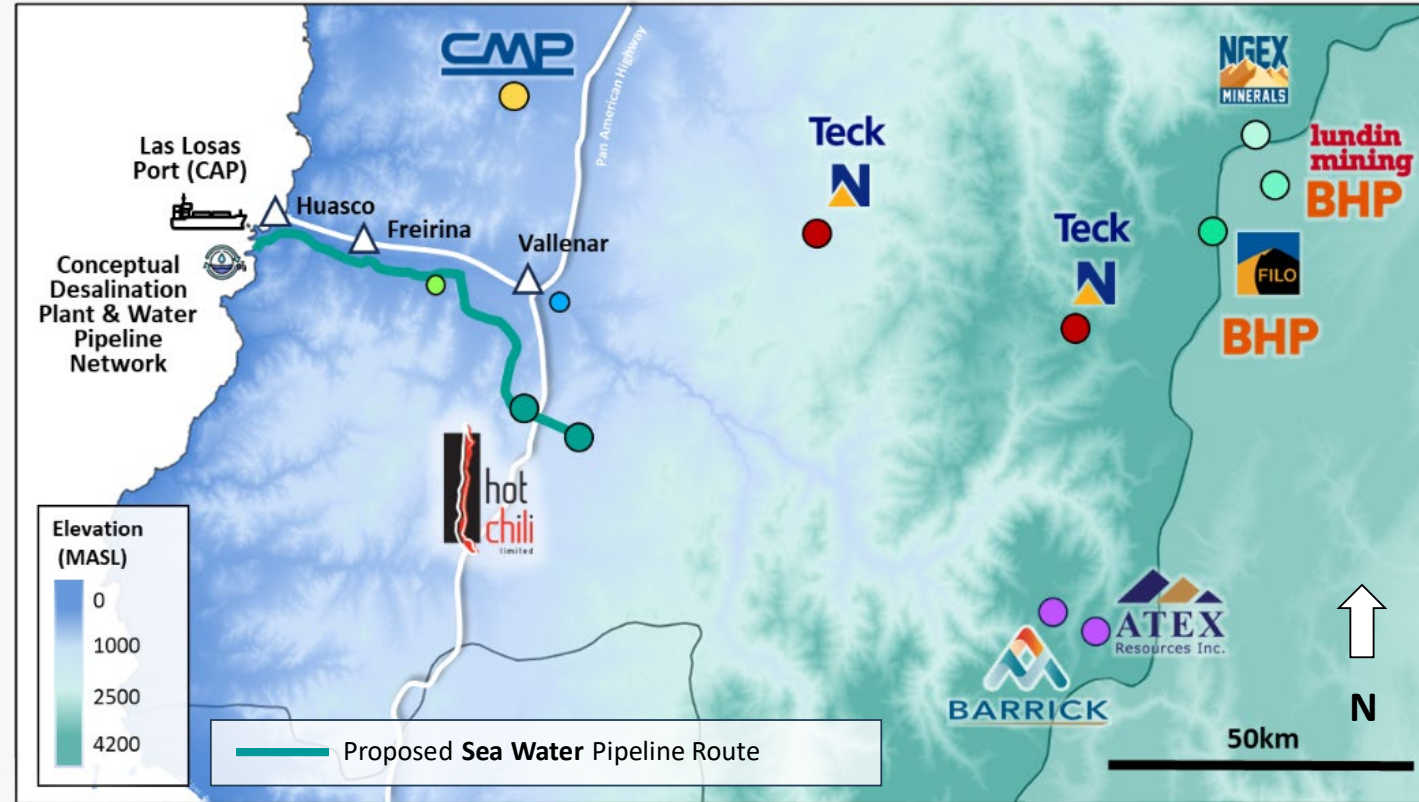 CMP
Pan American Highway
NGEX
MINERALS
Teck
lundin
mining
BHP
Las Losas
Port (CAP)
Huasco
Freirina
Vallenar
Teck
FILO
BHP
Conceptual
Desalination
Plant & Water
Pipeline
Network
hot
chili
limited
Elevation
(MASL)
0
1000
2500
4200
ATEX
Resources Inc.
BARRICK
N
50km
Proposed Sea Water Pipeline Route